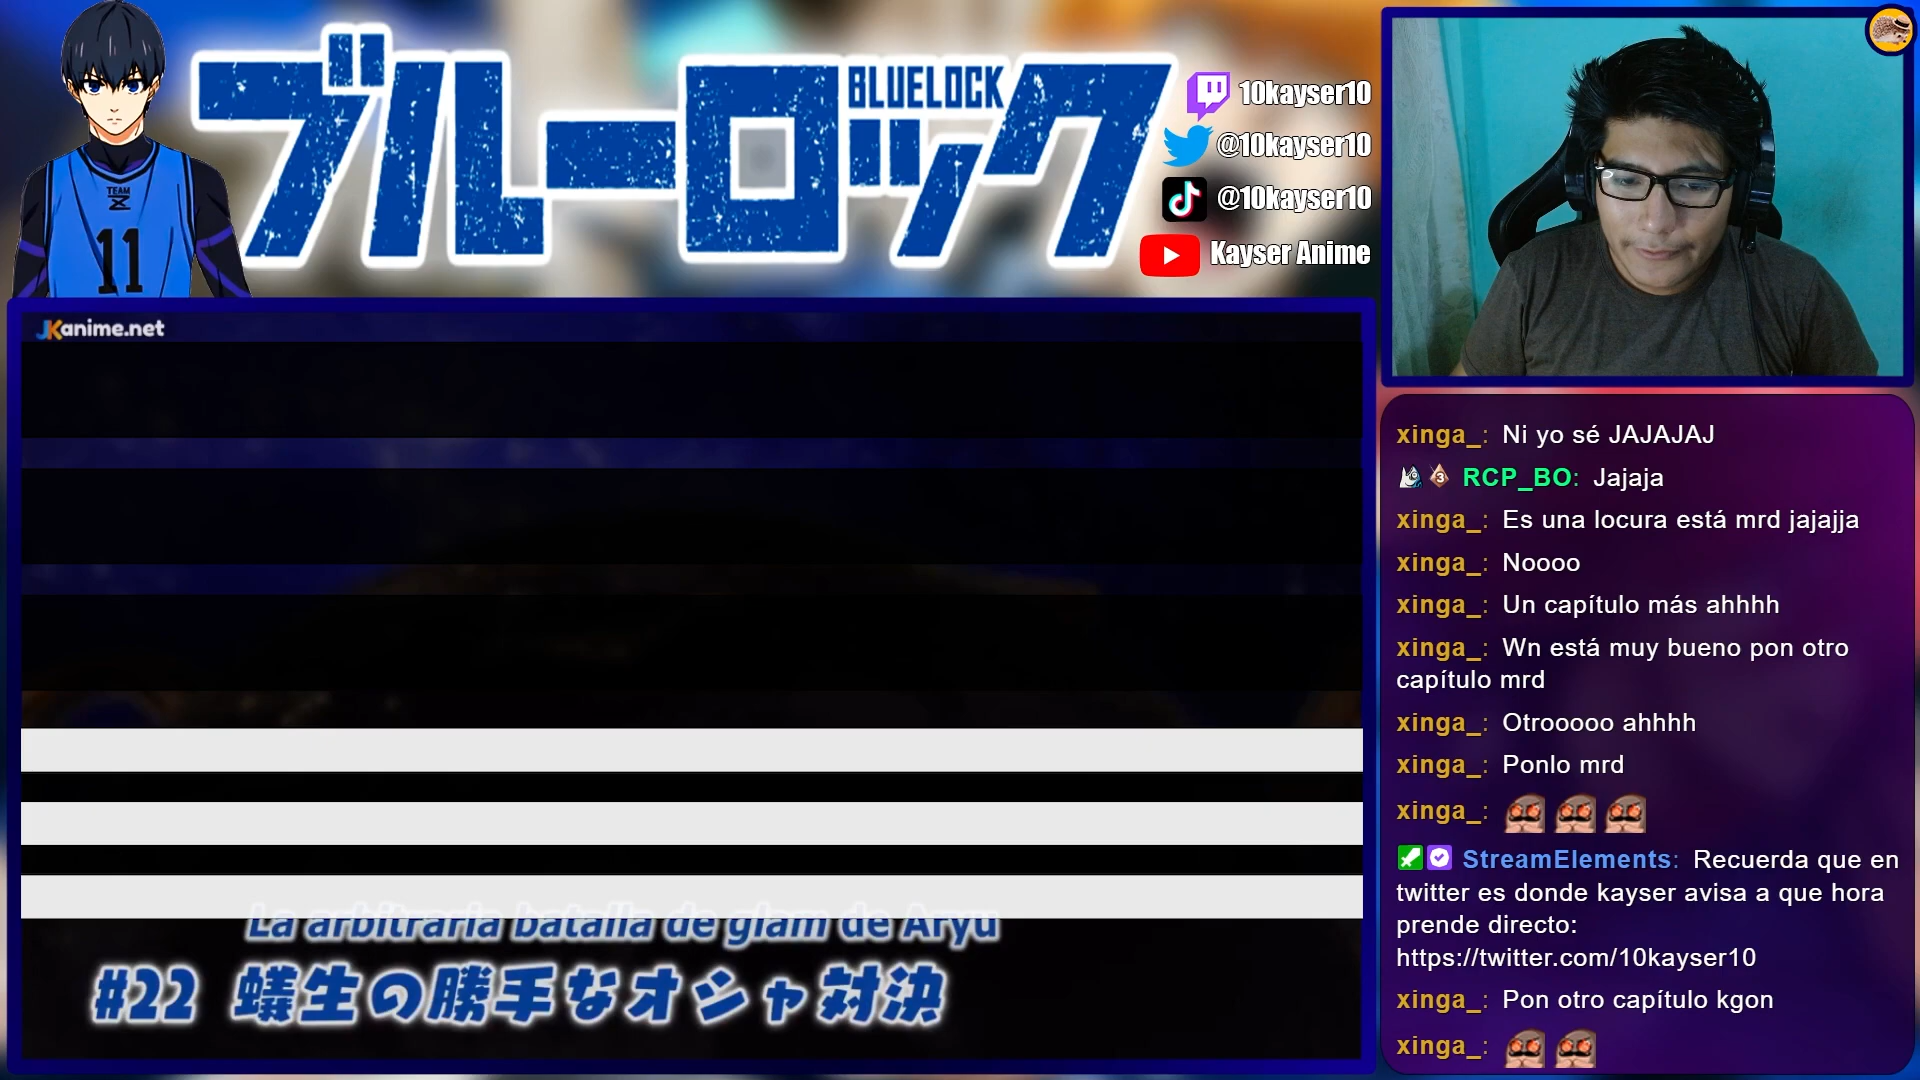 ブルーロック
BLUELOCK
TEAM
Z
11
10kayser10
@10kayser10
@10kayser10
Kayser Anime
JKanime.net
La arbitraria batalla de glam de Aryu
#22 蟻生の勝手なオシャ対決
xinga_: Ni yo sé JAJAJAJ
3 RCP_BO: Jajaja
xinga_: Es una locura está mrd jajajja
xinga_: Noooo
xinga_: Un capítulo más ahhhh
xinga_: Wn está muy bueno pon otro
capítulo mrd
xinga_: Otrooooo ahhhh
xinga_: Ponlo mrd
xinga_:
StreamElements: Recuerda que en
twitter es donde kayser avisa a que hora
prende directo:
https://twitter.com/10kayser10
xinga_: Pon otro capítulo kgon
xinga_: